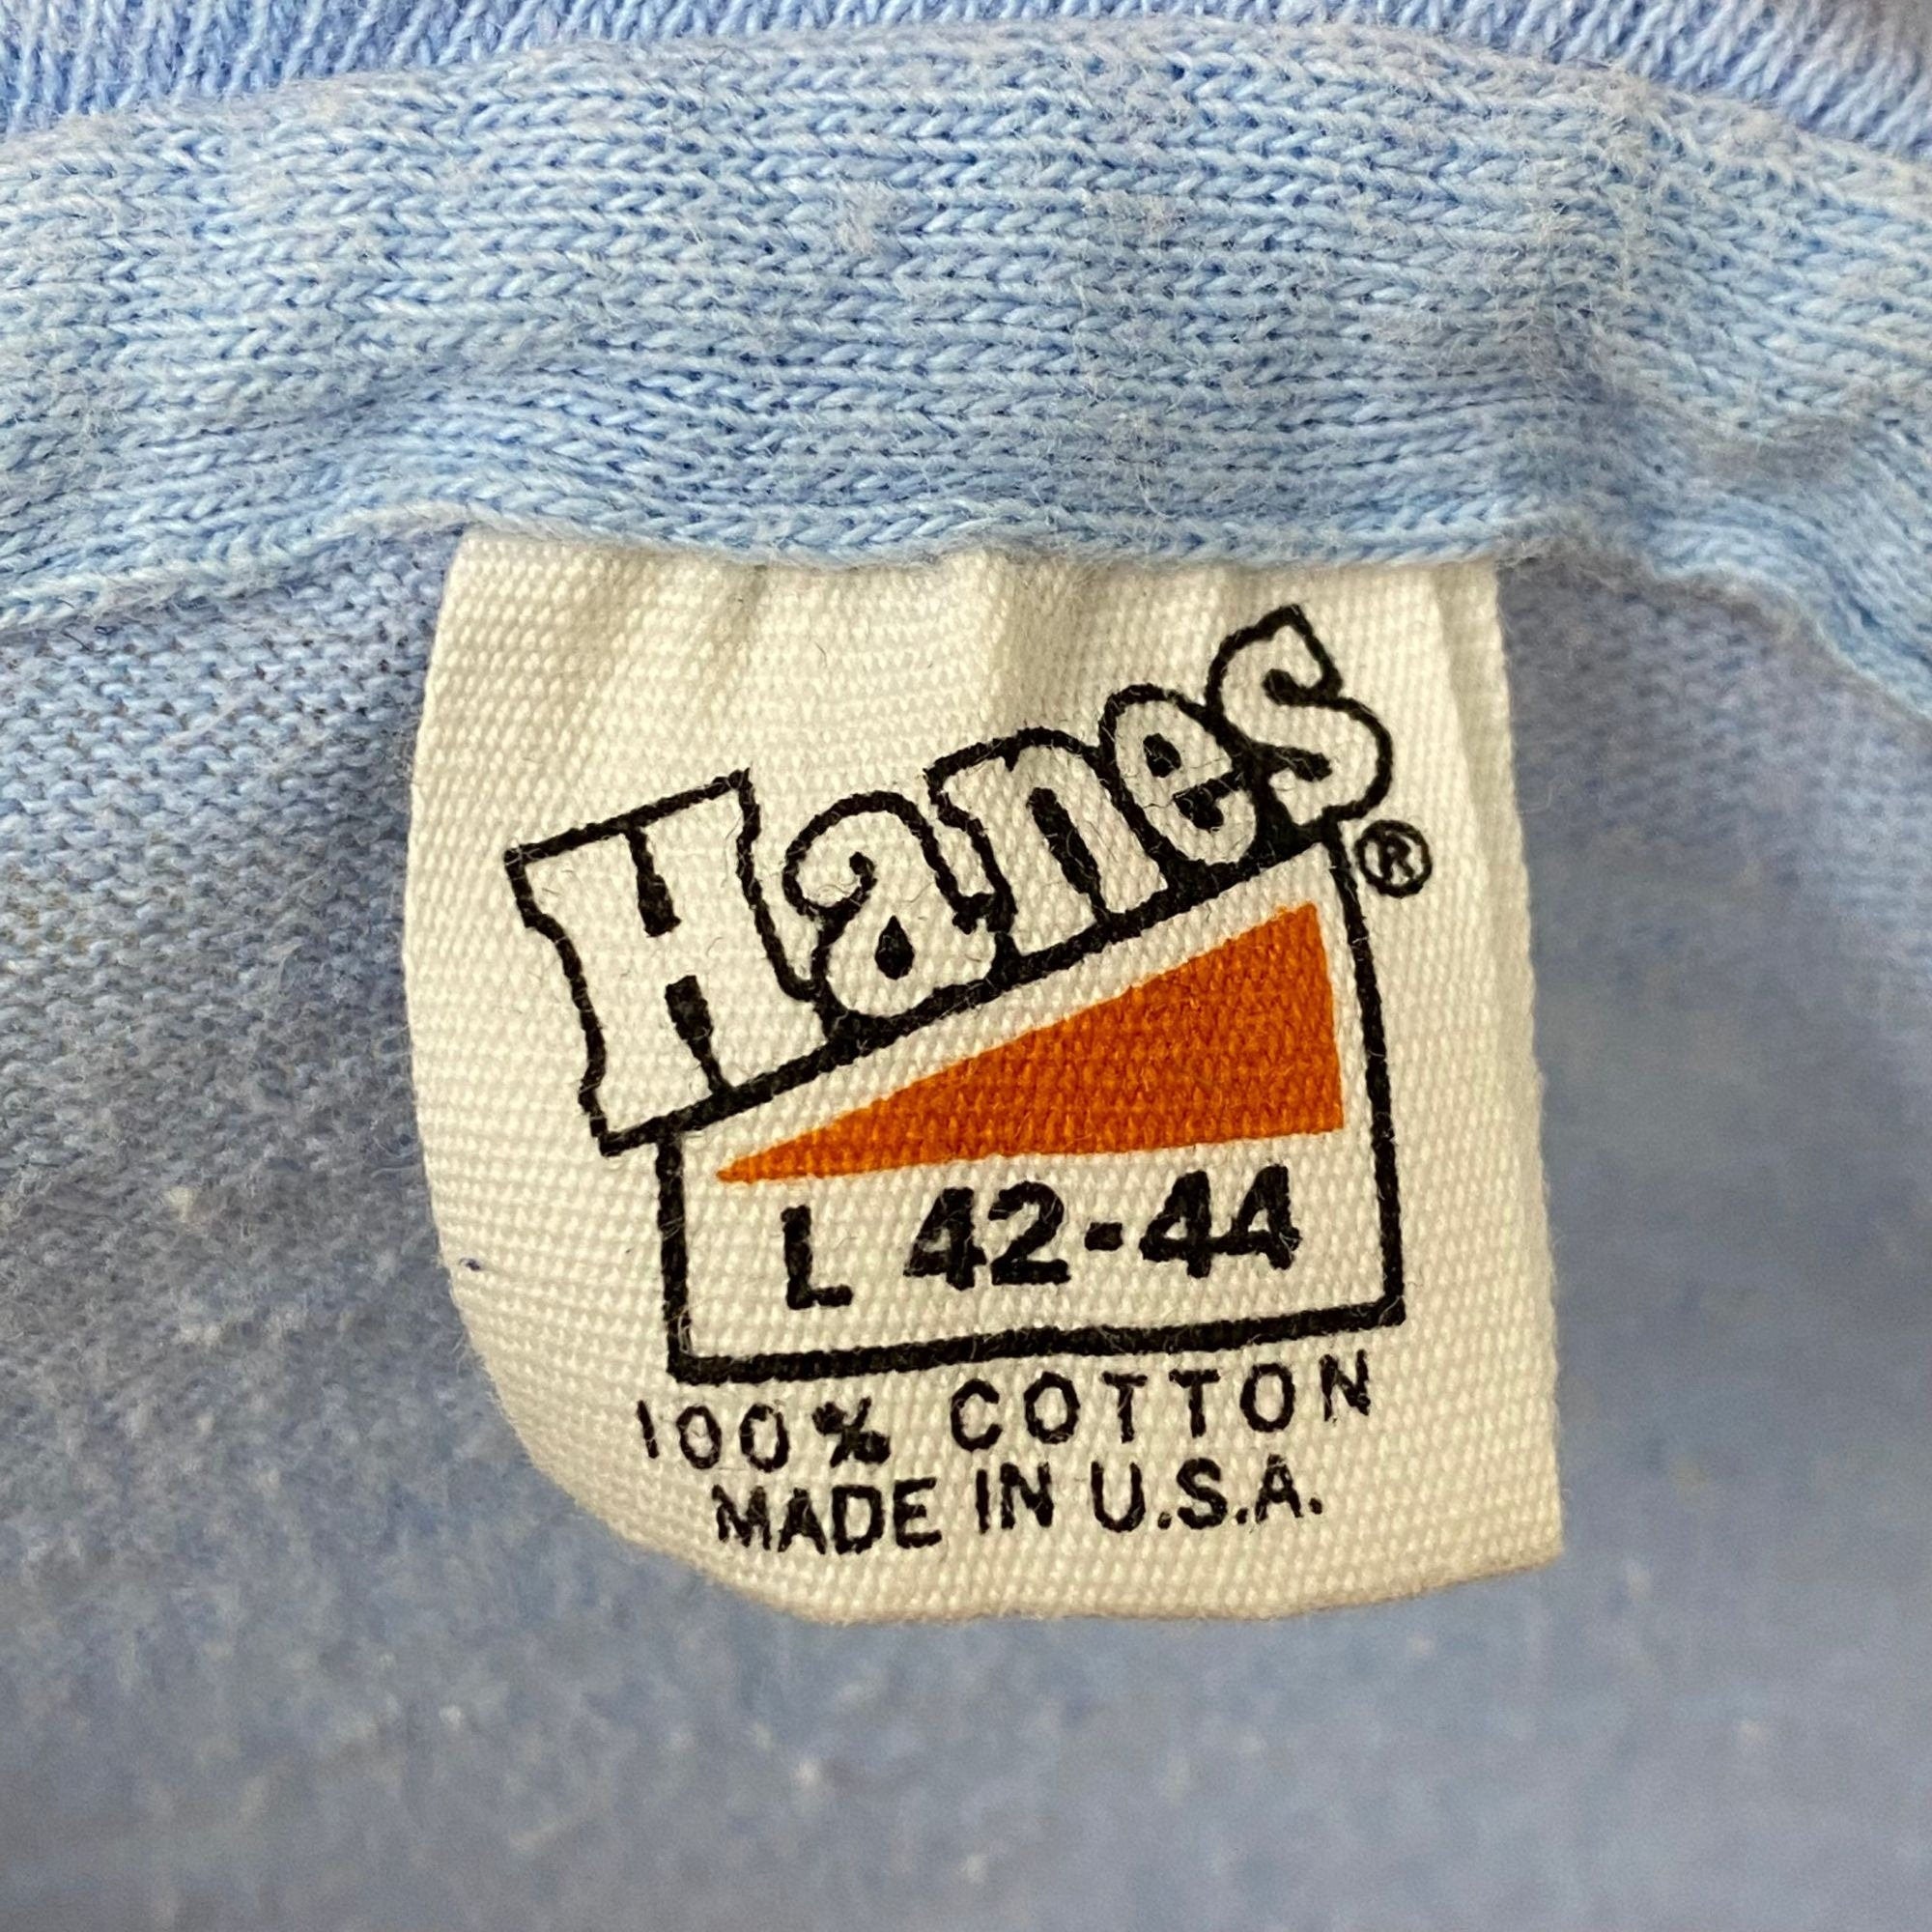 Hanes®
L 42-44
100% COTTON
MADE IN U.S.A.